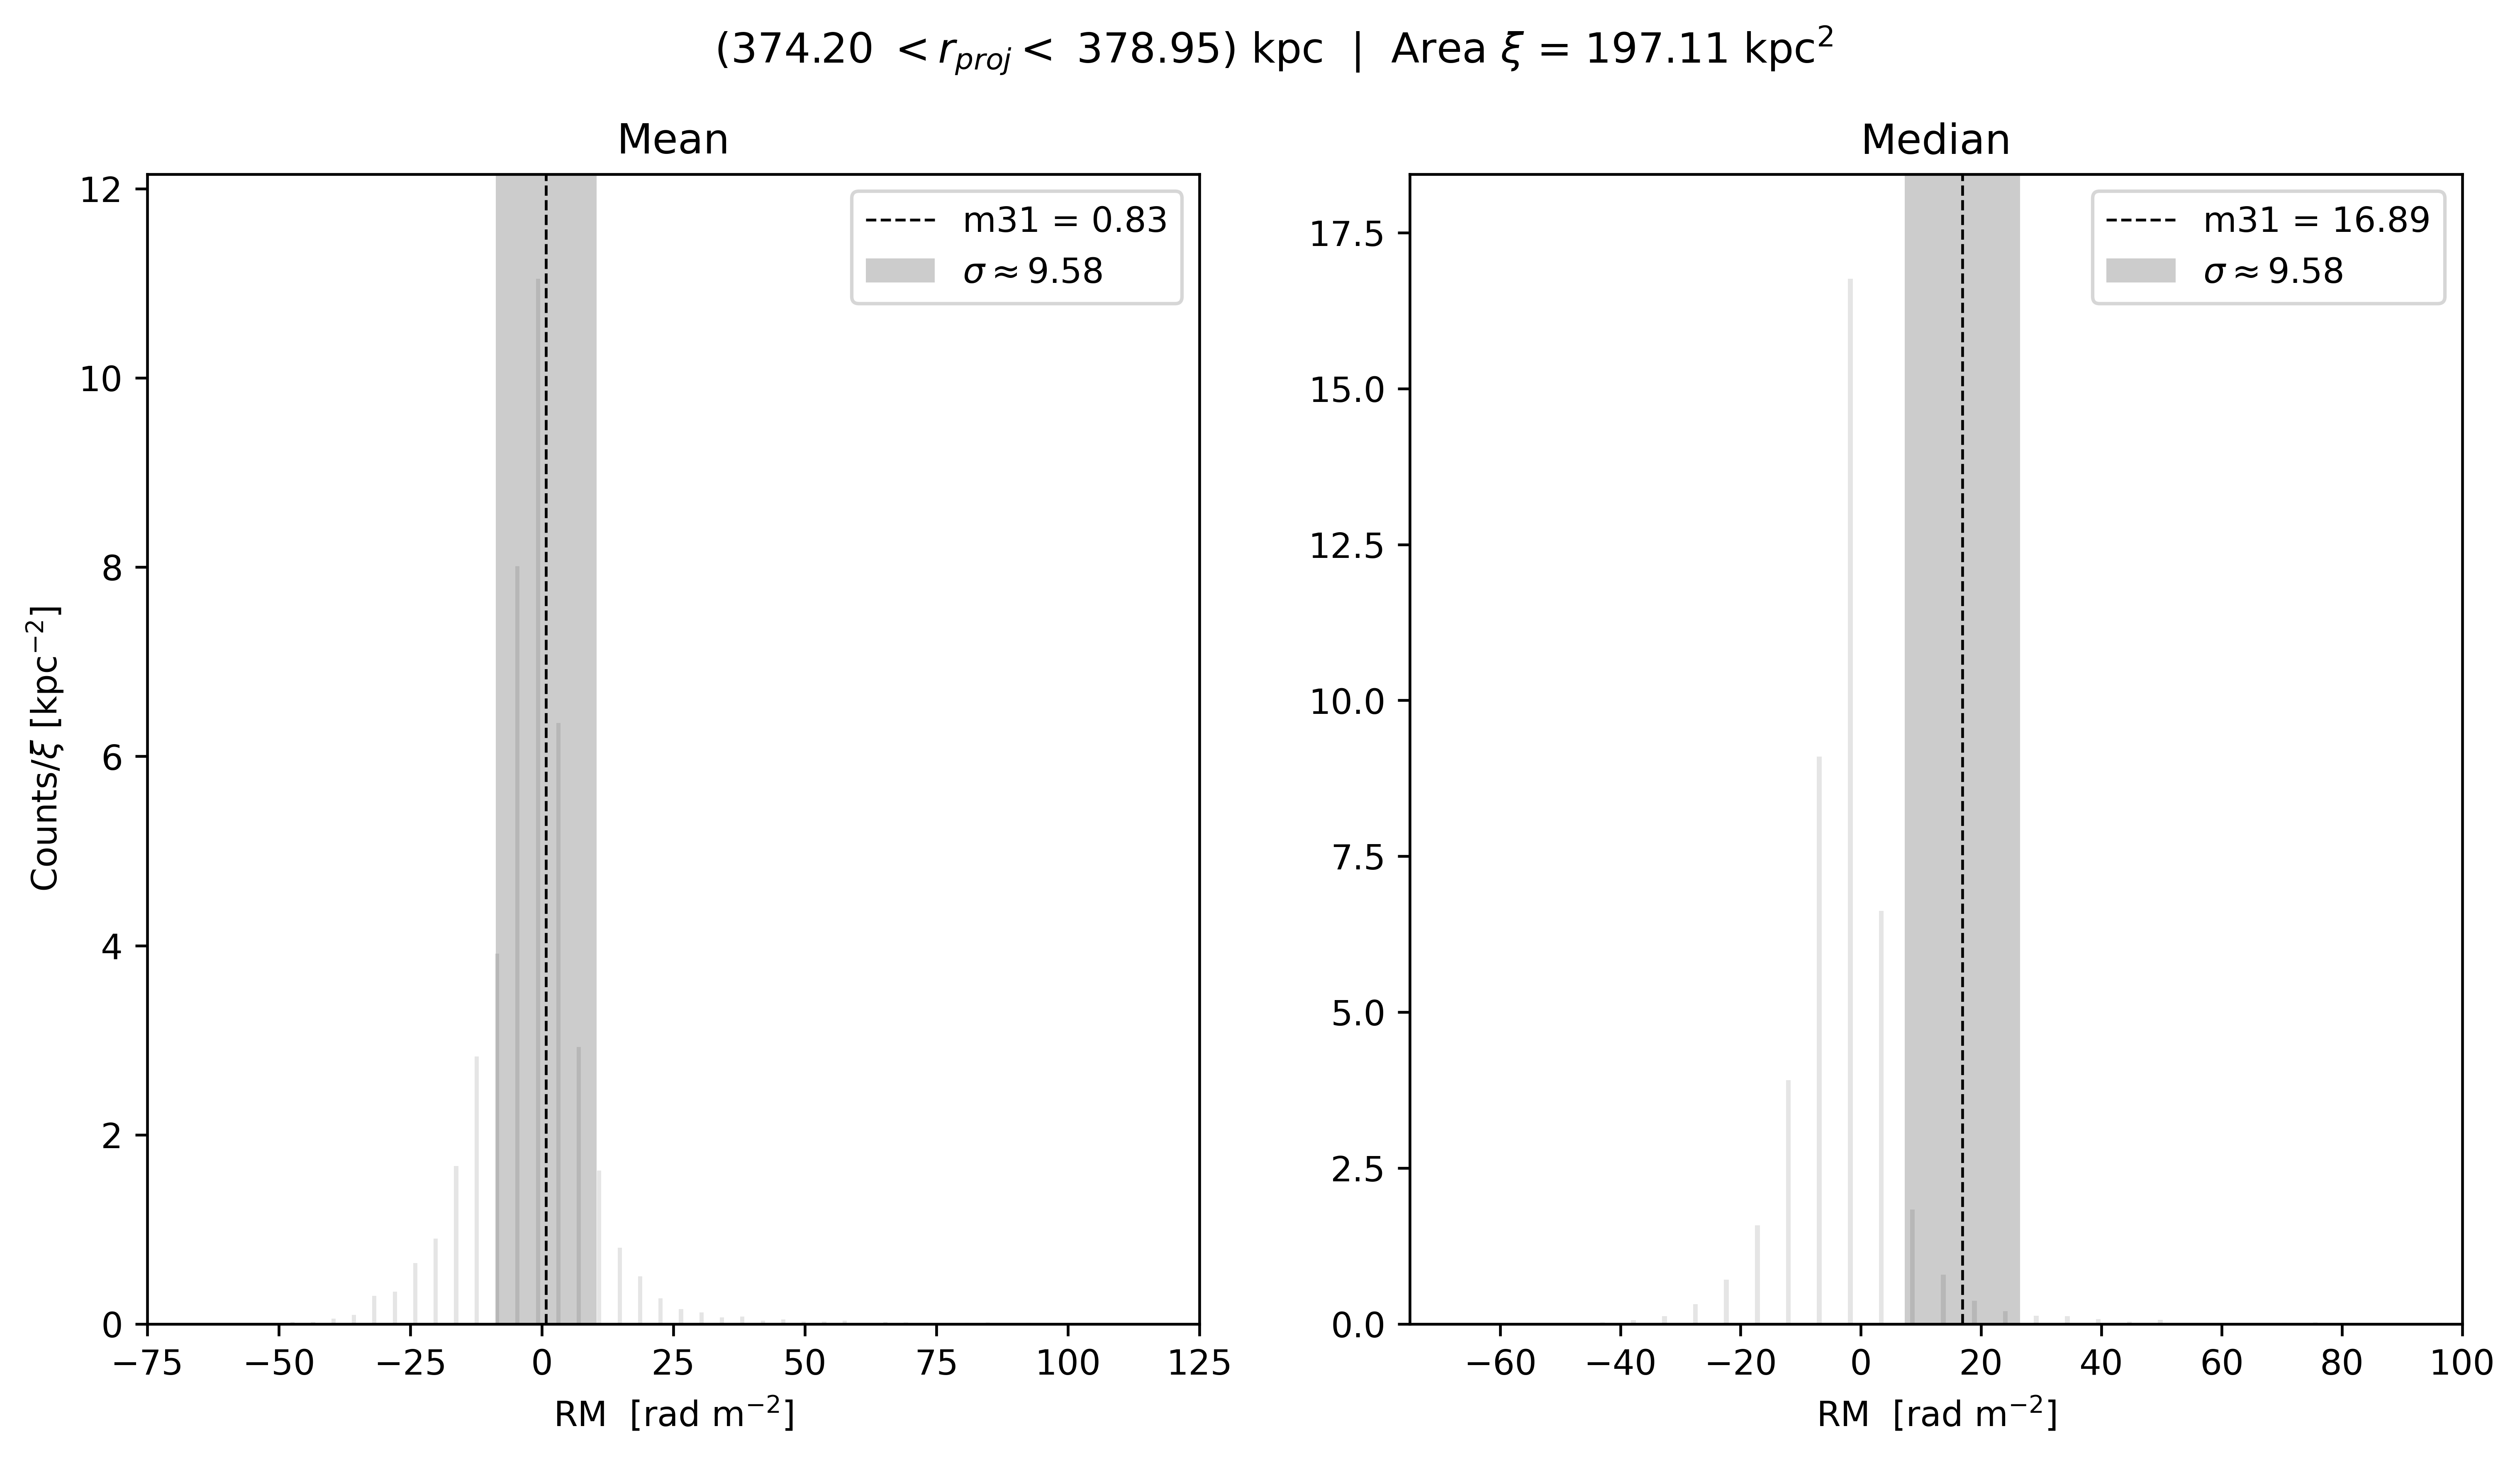 (374.20 < r_proj < 378.95) kpc | Area ξ = 197.11 kpc²
Mean
Median
m31 = 0.83
σ ≈ 9.58
m31 = 16.89
σ ≈ 9.58
Counts/ξ [kpc⁻²]
12
10
8
6
4
2
0
−75 −50 −25 0 25 50 75 100 125
RM [rad m⁻²]
17.5
15.0
12.5
10.0
7.5
5.0
2.5
0.0
−60 −40 −20 0 20 40 60 80 100
RM [rad m⁻²]